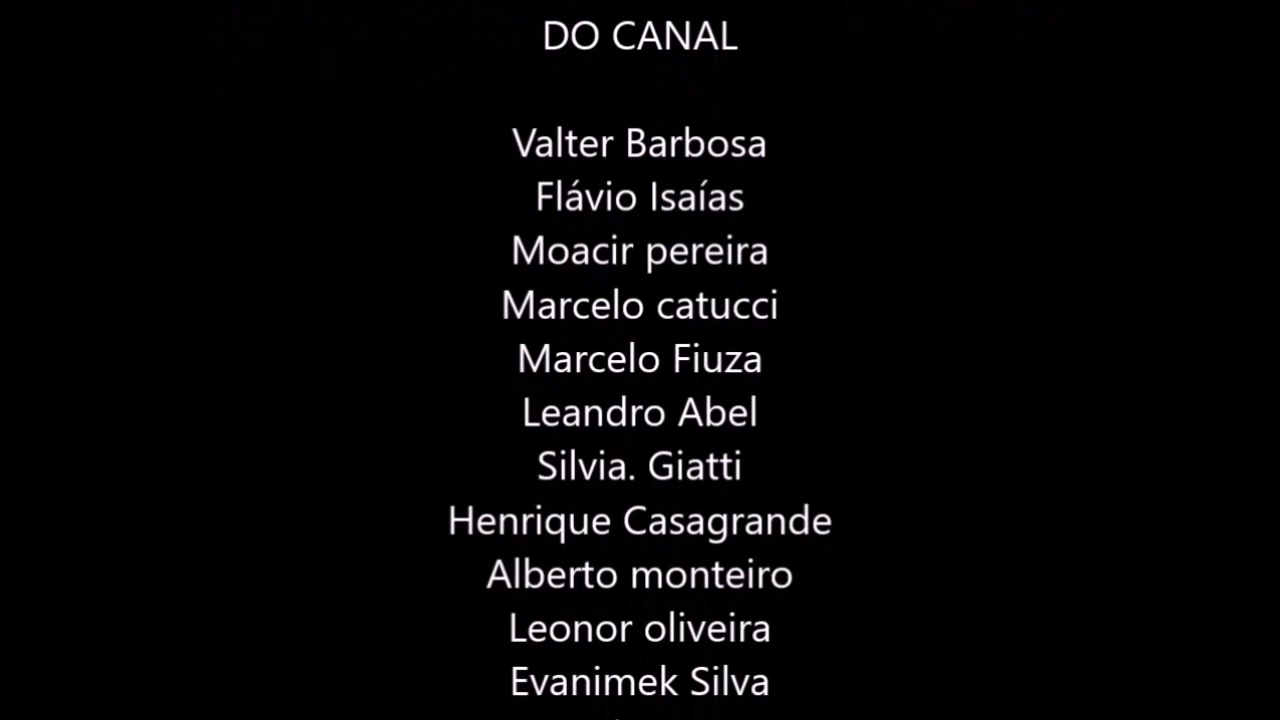 DO CANAL
Valter Barbosa
Flávio Isaías
Moacir pereira
Marcelo catucci
Marcelo Fiuza
Leandro Abel
Silvia. Giatti
Henrique Casagrande
Alberto monteiro
Leonor oliveira
Evanimek Silva